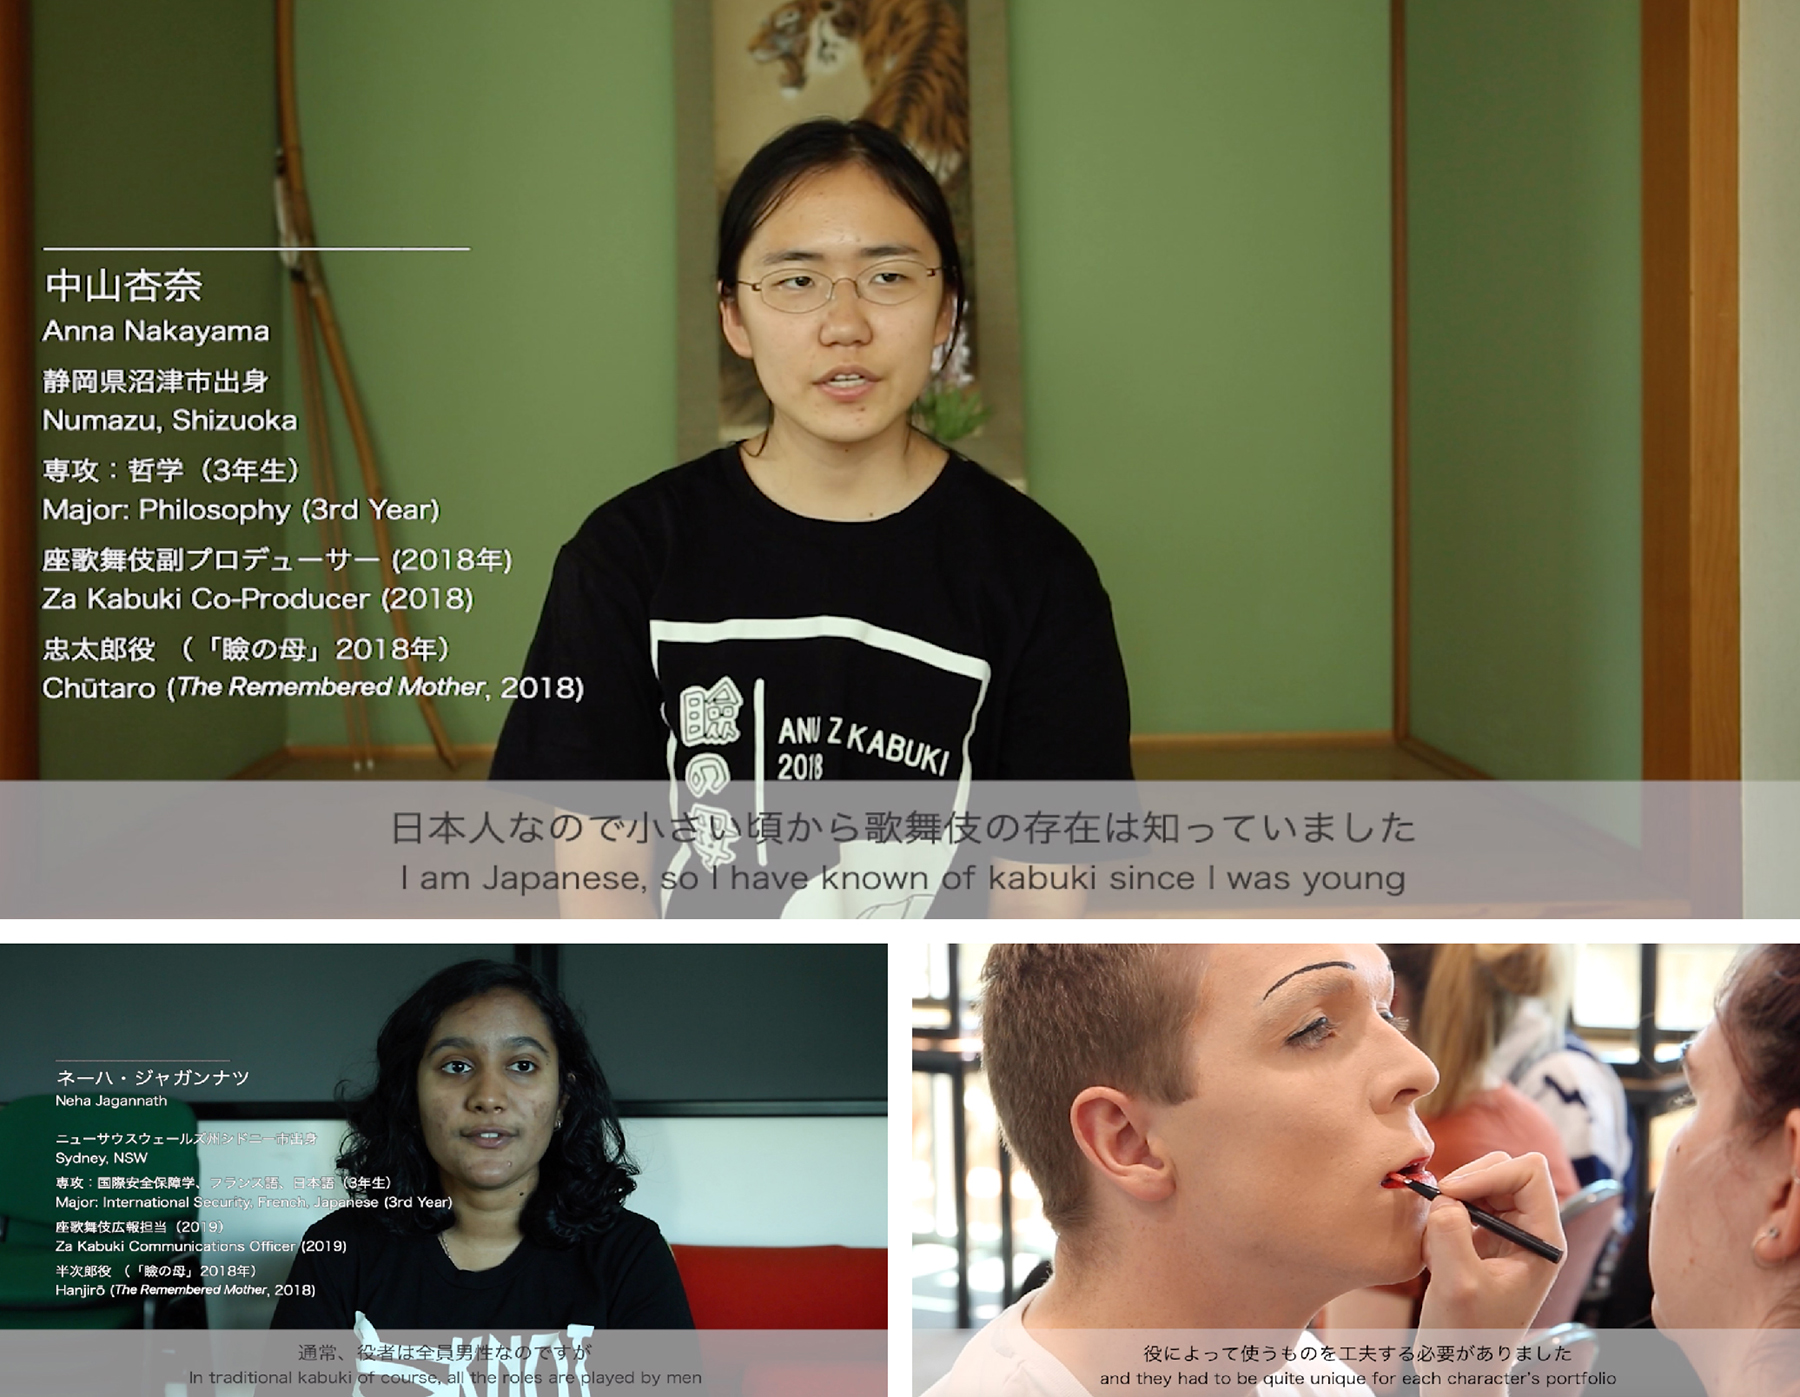 中山杏奈
Anna Nakayama
静岡県沼津市出身
Numazu, Shizuoka
専攻：哲学（3年生）
Major: Philosophy (3rd Year)
座歌舞伎副プロデューサー (2018年)
Za Kabuki Co-Producer (2018)
忠太郎役 （「瞼の母」2018年）
Chūtaro (The Remembered Mother, 2018)
瞼の母
ANU Z KABUKI
2018
日本人なので小さい頃から歌舞伎の存在は知っていました
I am Japanese, so I have known of kabuki since I was young
ネーハ・ジャガンナツ
Neha Jagannath
ニューサウスウェールズ州シドニー市出身
Sydney, NSW
専攻：国際安全保障学、フランス語、日本語（3年生）
Major: International Security, French, Japanese (3rd Year)
座歌舞伎広報担当（2019）
Za Kabuki Communications Officer (2019)
半次郎役 （「瞼の母」2018年）
Hanjirō (The Remembered Mother, 2018)
通常、役者は全員男性なのですが
In traditional kabuki of course, all the roles are played by men
役によって使うものを工夫する必要がありました
and they had to be quite unique for each character's portfolio